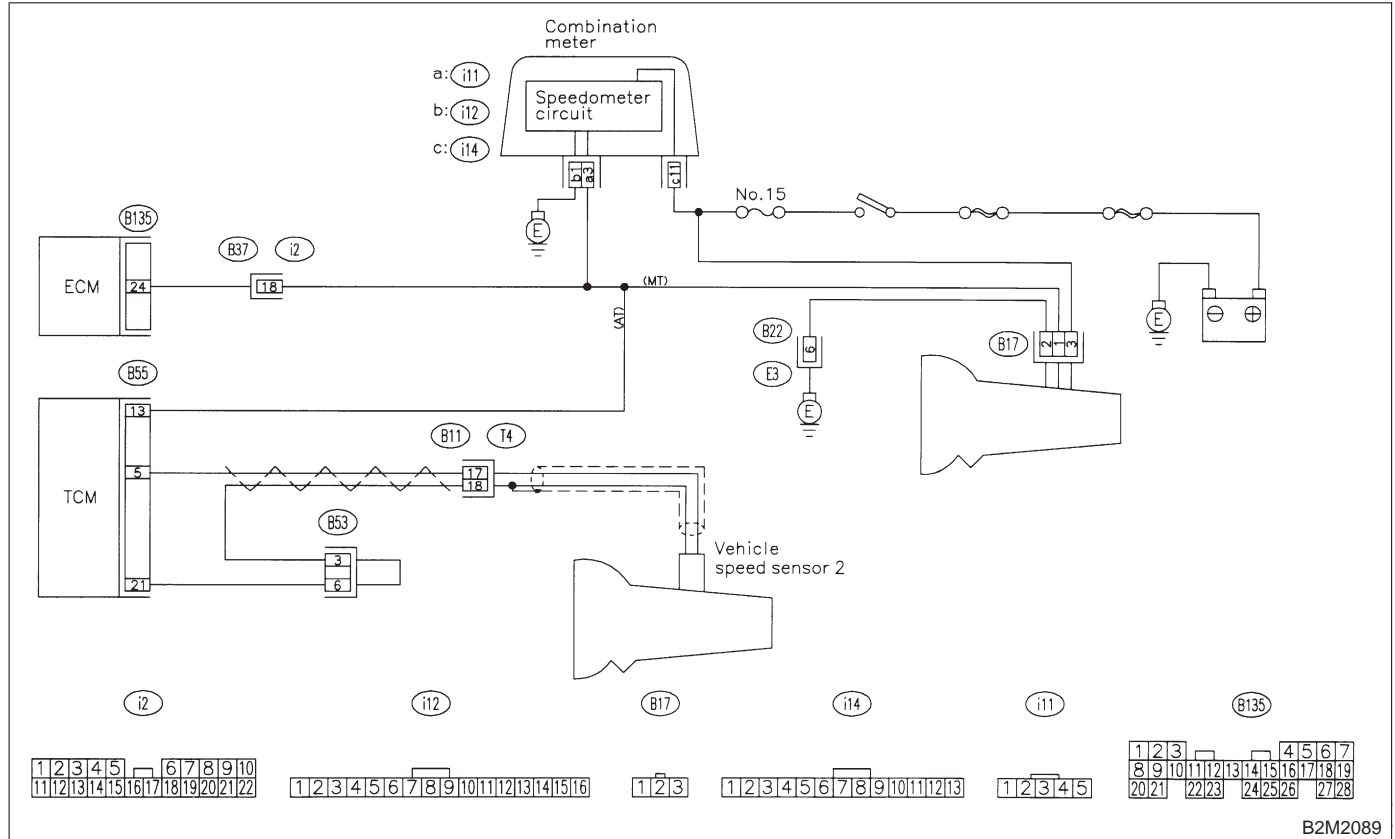 Combination
meter
a: i11
b: i12
c: i14
Speedometer
circuit
b1 a3
c11
E
No.15
B135
ECM
24
B37 i2
18
(MT)
(AT)
B22
6
E3
E
B17
2 1 3
E
⊖ ⊕
B55
TCM
13
5
21
B11 T4
17
18
B53
3
6
Vehicle
speed sensor 2
i2
1 2 3 4 5 6 7 8 9 10
11 12 13 14 15 16 17 18 19 20 21 22
i12
1 2 3 4 5 6 7 8 9 10 11 12 13 14 15 16
B17
1 2 3
i14
1 2 3 4 5 6 7 8 9 10 11 12 13
i11
1 2 3 4 5
B135
1 2 3 4 5 6 7
8 9 10 11 12 13 14 15 16 17 18 19
20 21 22 23 24 25 26 27 28
B2M2089